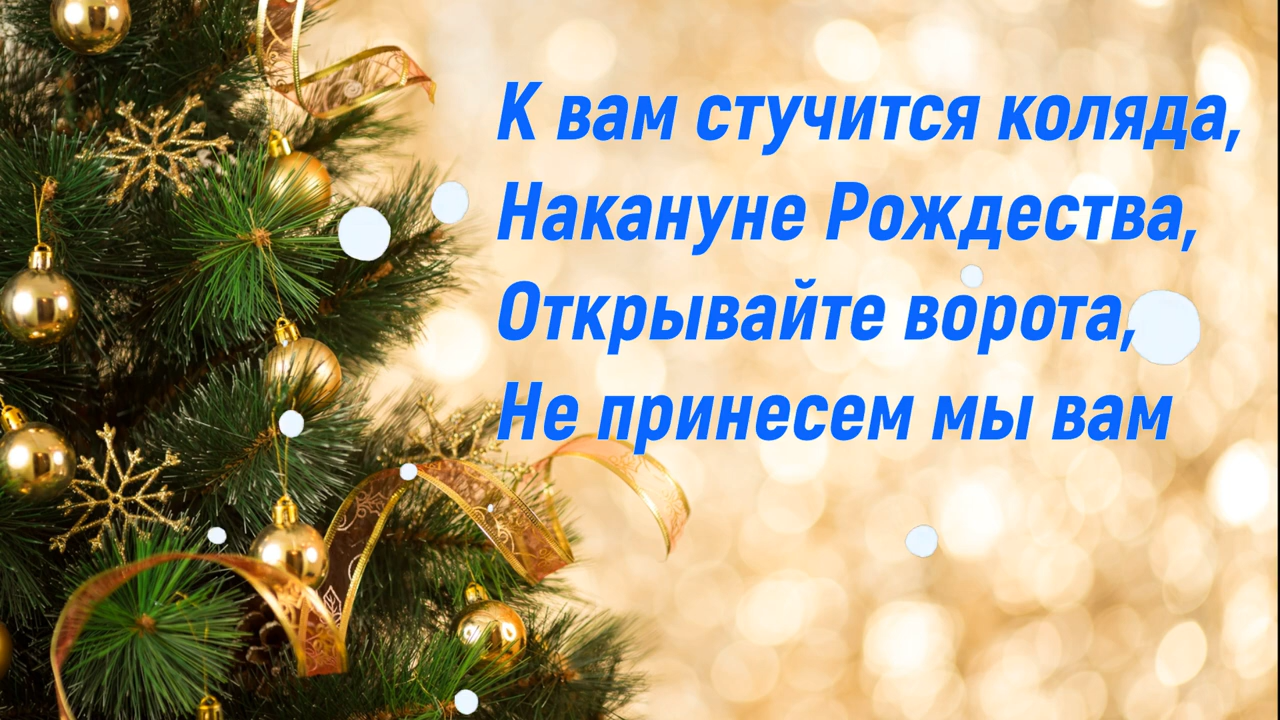 К вам стучится коляда,
Накануне Рождества,
Открывайте ворота,
Не принесем мы вам